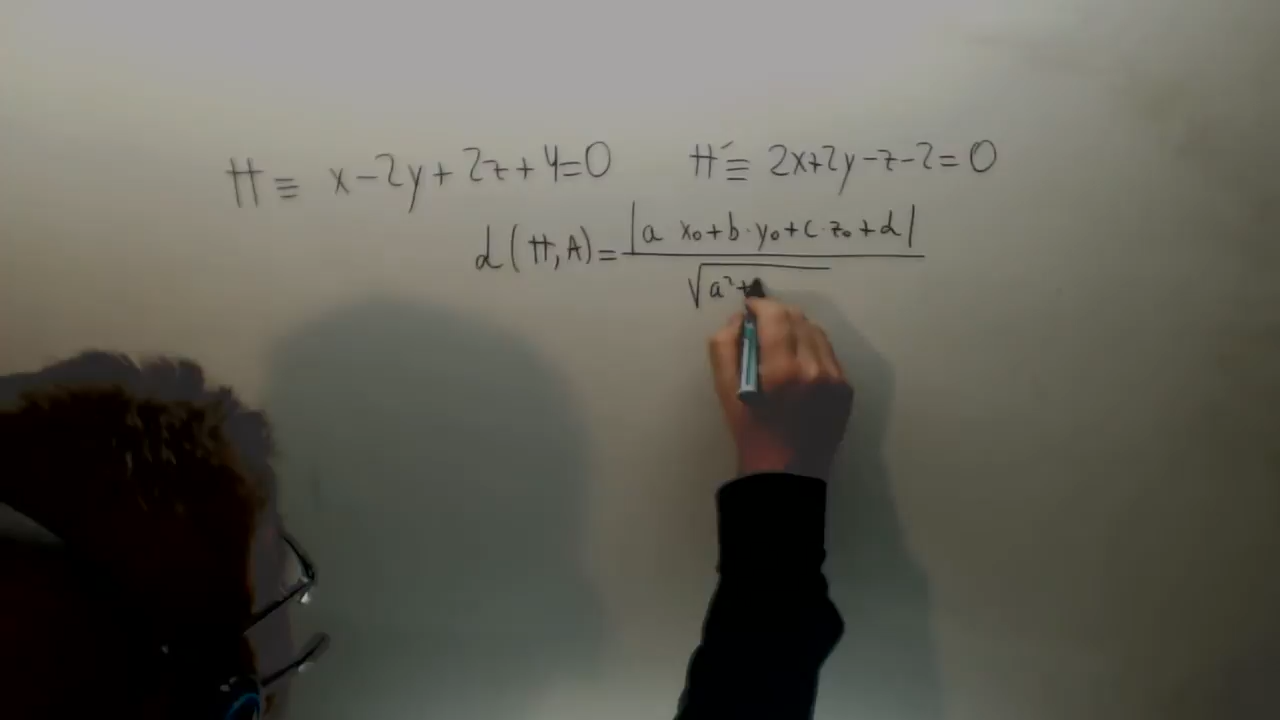 π ≡ x-2y+2z+4=0    π' ≡ 2x+2y-z-2=0
d(π,A)= |a x₀+b·y₀+c·z₀+d|
√a²+